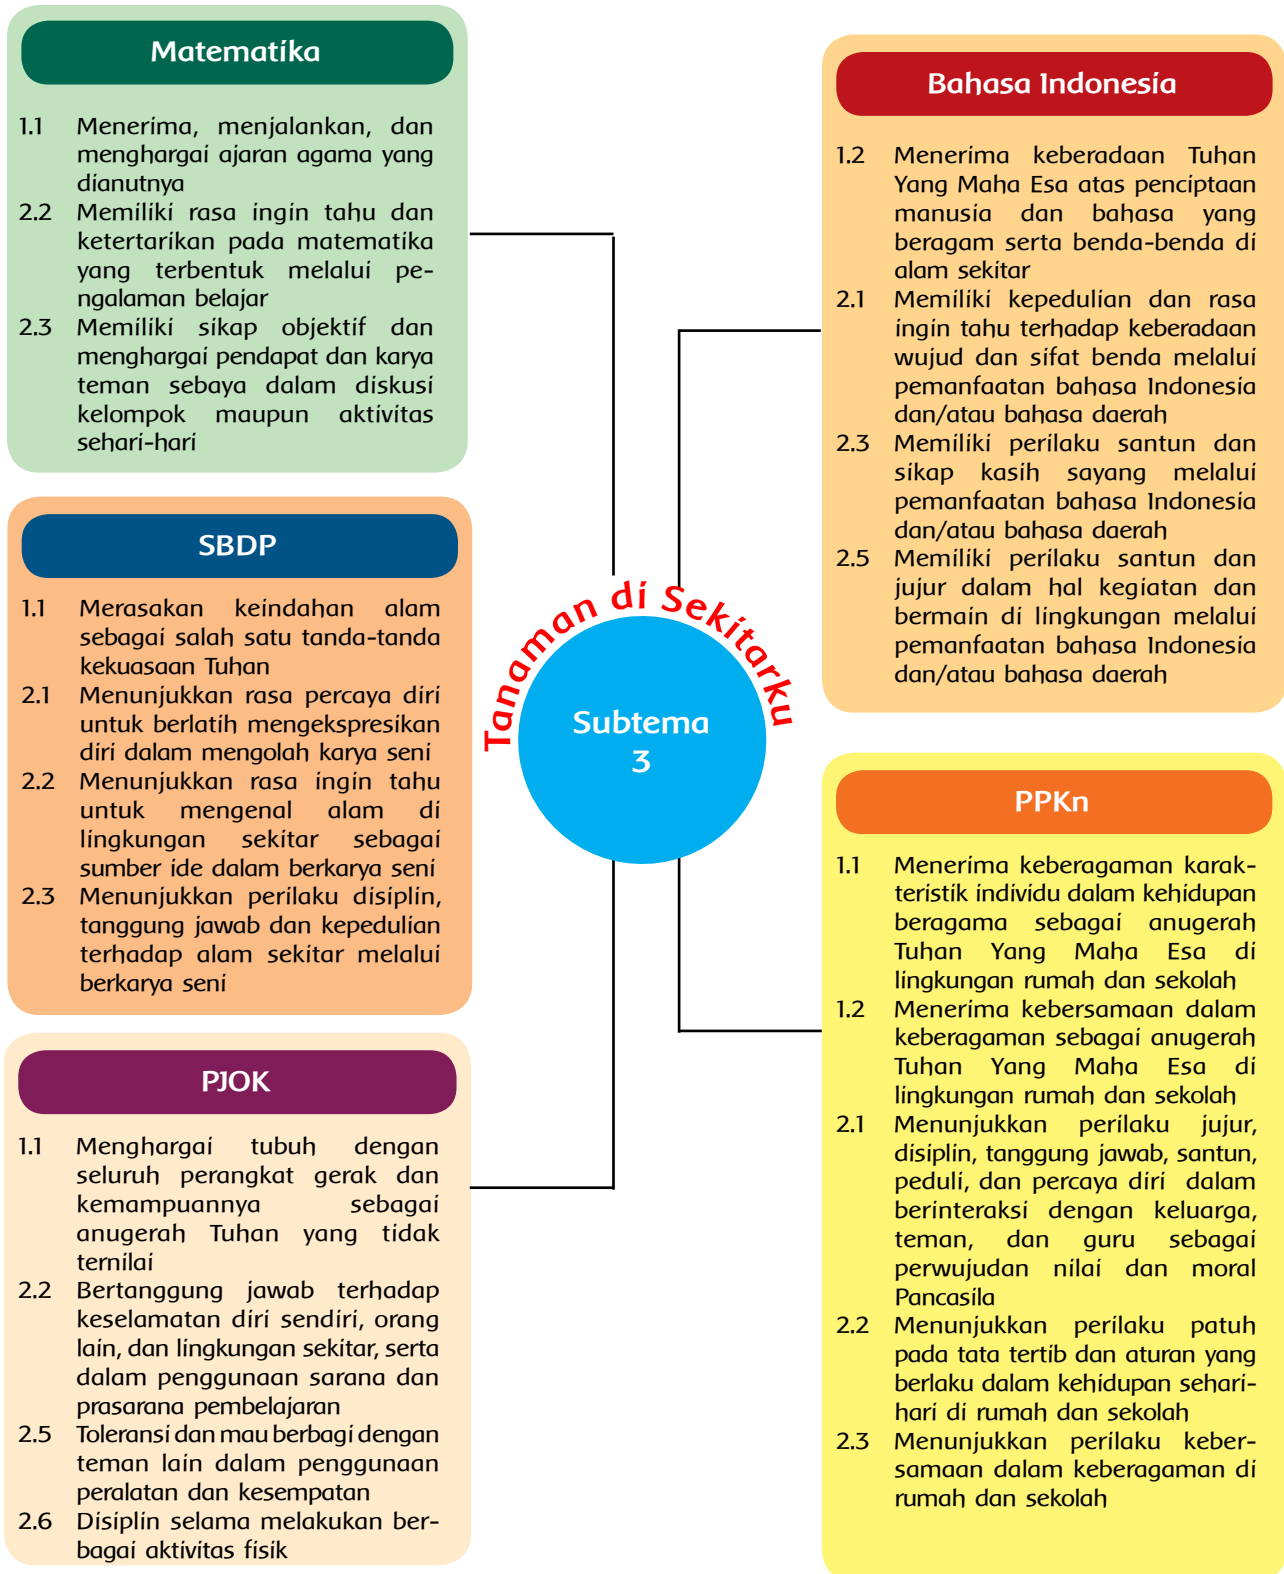 Matematika
1.1 Menerima, menjalankan, dan
menghargai ajaran agama yang
dianutnya
2.2 Memiliki rasa ingin tahu dan
ketertarikan pada matematika
yang terbentuk melalui pe-
ngalaman belajar
2.3 Memiliki sikap objektif dan
menghargai pendapat dan karya
teman sebaya dalam diskusi
kelompok maupun aktivitas
sehari-hari
SBDP
1.1 Merasakan keindahan alam
sebagai salah satu tanda-tanda
kekuasaan Tuhan
2.1 Menunjukkan rasa percaya diri
untuk berlatih mengekspresikan
diri dalam mengolah karya seni
2.2 Menunjukkan rasa ingin tahu
untuk mengenal alam di
lingkungan sekitar sebagai
sumber ide dalam berkarya seni
2.3 Menunjukkan perilaku disiplin,
tanggung jawab dan kepedulian
terhadap alam sekitar melalui
berkarya seni
PJOK
1.1 Menghargai tubuh dengan
seluruh perangkat gerak dan
kemampuannya sebagai
anugerah Tuhan yang tidak
ternilai
2.2 Bertanggung jawab terhadap
keselamatan diri sendiri, orang
lain, dan lingkungan sekitar, serta
dalam penggunaan sarana dan
prasarana pembelajaran
2.5 Toleransi dan mau berbagi dengan
teman lain dalam penggunaan
peralatan dan kesempatan
2.6 Disiplin selama melakukan ber-
bagai aktivitas fisik
Tanaman di Sekitarku
Subtema
3
Bahasa Indonesia
1.2 Menerima keberadaan Tuhan
Yang Maha Esa atas penciptaan
manusia dan bahasa yang
beragam serta benda-benda di
alam sekitar
2.1 Memiliki kepedulian dan rasa
ingin tahu terhadap keberadaan
wujud dan sifat benda melalui
pemanfaatan bahasa Indonesia
dan/atau bahasa daerah
2.3 Memiliki perilaku santun dan
sikap kasih sayang melalui
pemanfaatan bahasa Indonesia
dan/atau bahasa daerah
2.5 Memiliki perilaku santun dan
jujur dalam hal kegiatan dan
bermain di lingkungan melalui
pemanfaatan bahasa Indonesia
dan/atau bahasa daerah
PPKn
1.1 Menerima keberagaman karak-
teristik individu dalam kehidupan
beragama sebagai anugerah
Tuhan Yang Maha Esa di
lingkungan rumah dan sekolah
1.2 Menerima kebersamaan dalam
keberagaman sebagai anugerah
Tuhan Yang Maha Esa di
lingkungan rumah dan sekolah
2.1 Menunjukkan perilaku jujur,
disiplin, tanggung jawab, santun,
peduli, dan percaya diri dalam
berinteraksi dengan keluarga,
teman, dan guru sebagai
perwujudan nilai dan moral
Pancasila
2.2 Menunjukkan perilaku patuh
pada tata tertib dan aturan yang
berlaku dalam kehidupan sehari-
hari di rumah dan sekolah
2.3 Menunjukkan perilaku keber-
samaan dalam keberagaman di
rumah dan sekolah